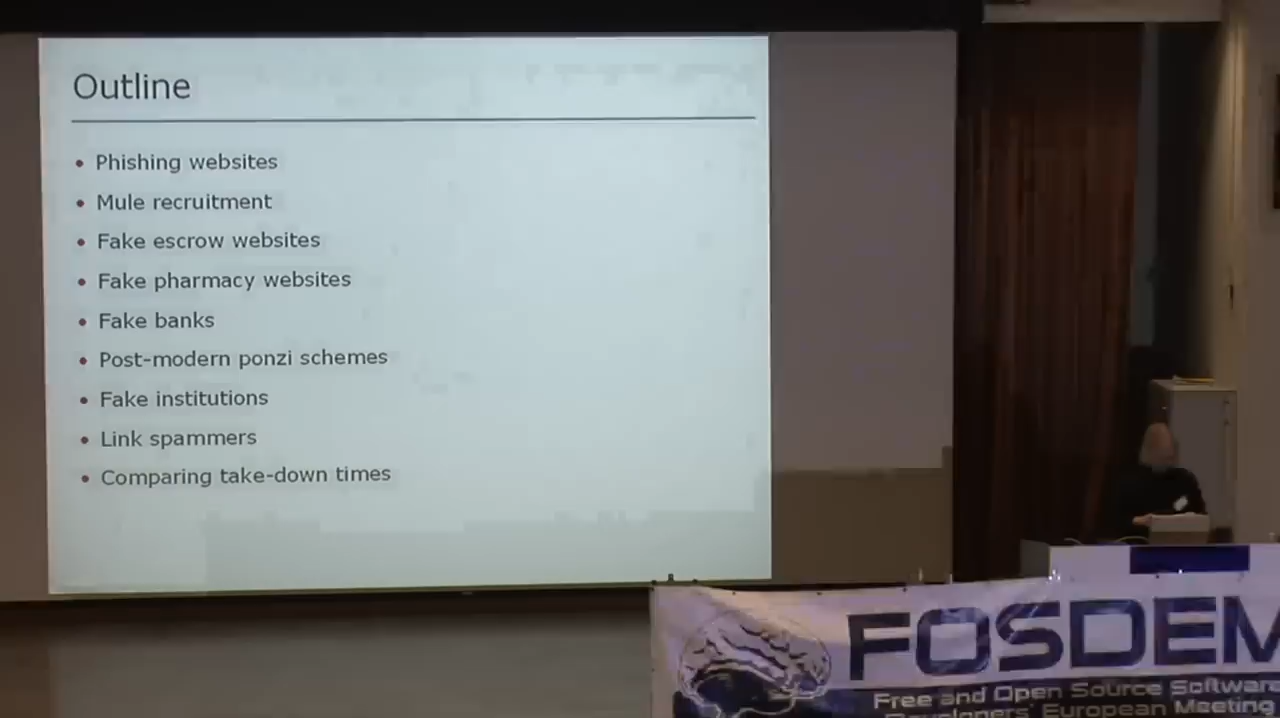 Outline
• Phishing websites
• Mule recruitment
• Fake escrow websites
• Fake pharmacy websites
• Fake banks
• Post-modern ponzi schemes
• Fake institutions
• Link spammers
• Comparing take-down times
FOSDEM
Free and Open Source Software
Developers' European Meeting